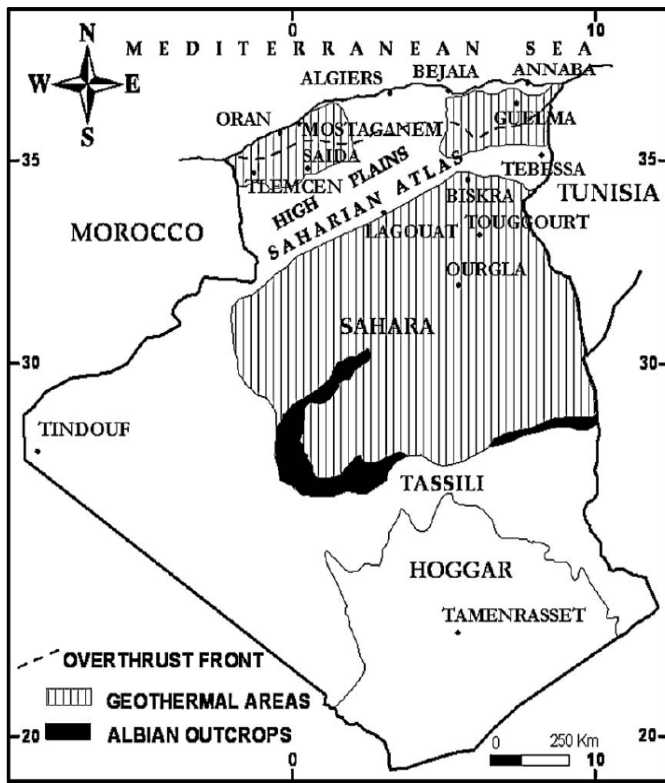 0 10
N
M E D I T E R R A N E A N S E A
W E
S
ALGIERS BEJAIA ANNABA
ORAN MOSTAGANEM GUELMA
35 SAIDA TEBESSA 35
TLEMCEN HIGH PLAINS BISKRA TUNISIA
SAHARIAN ATLAS
MOROCCO LAGOUAT TOUGGOURT
OURGLA
SAHARA
30 30
TINDOUF
TASSILI
HOGGAR
TAMENRASSET
OVERTHRUST FRONT
GEOTHERMAL AREAS
ALBIAN OUTCROPS
20 0 250 Km 20
0 10